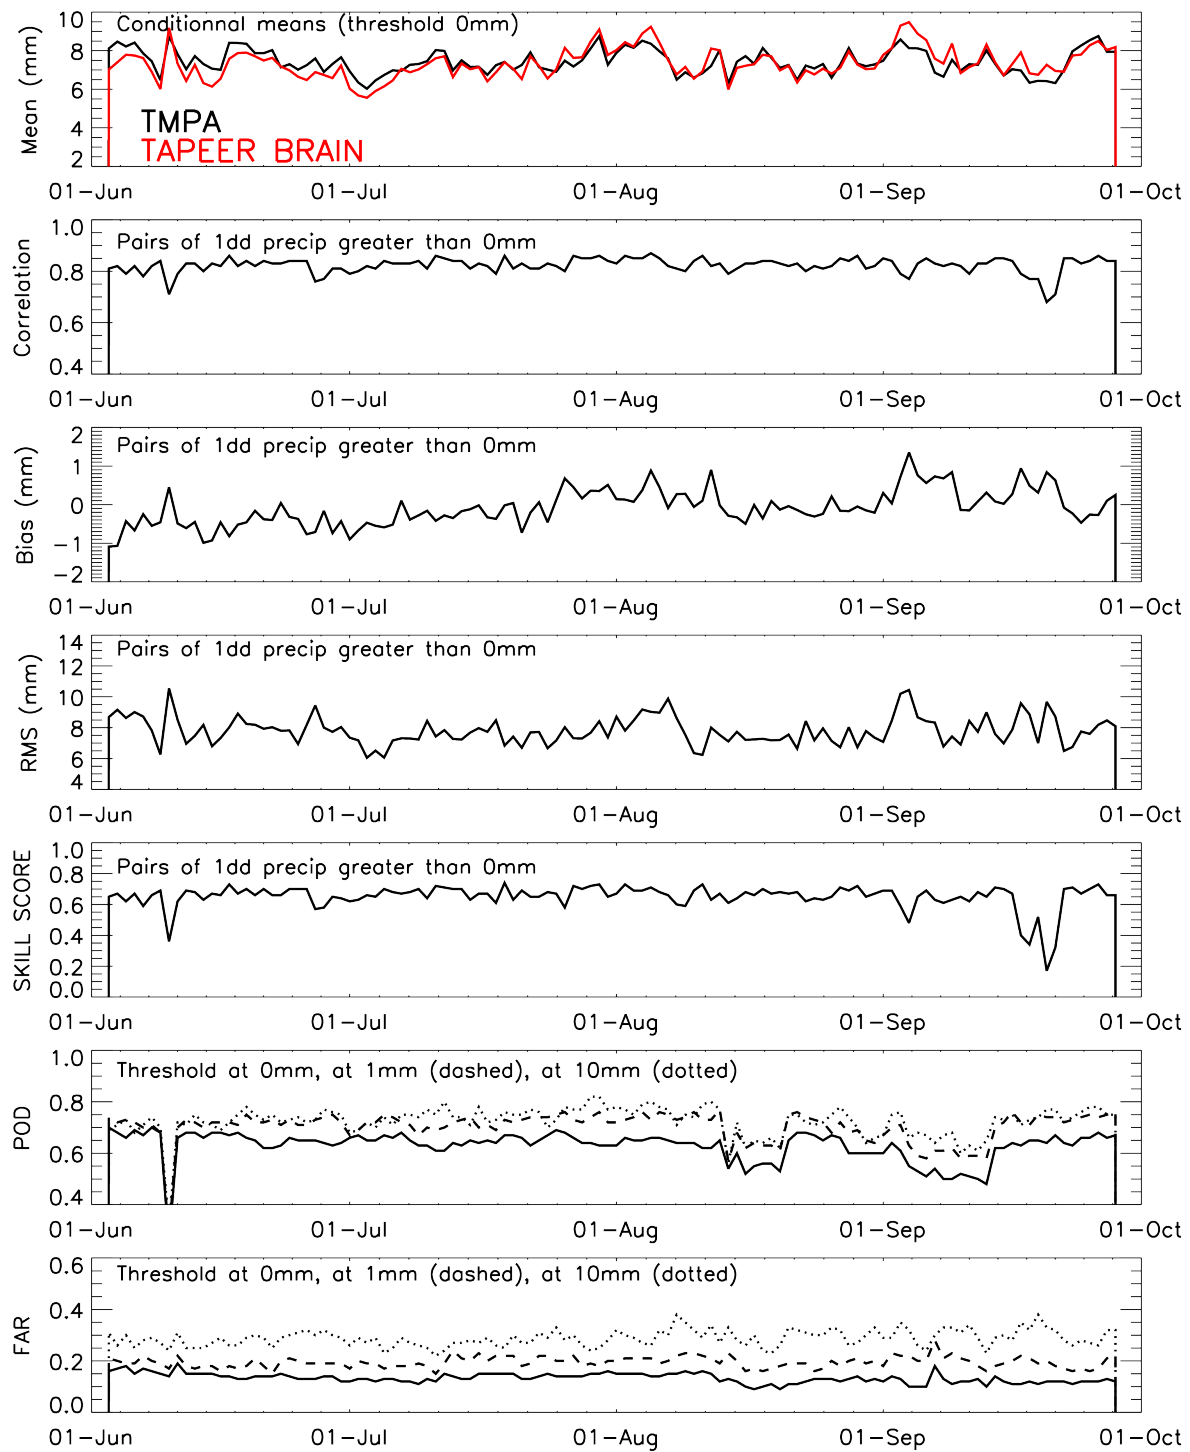 Conditionnal means (threshold 0mm)
10
8
6
4
2
Mean (mm)
TMPA
TAPEER BRAIN
01-Jun 01-Jul 01-Aug 01-Sep 01-Oct
Pairs of 1dd precip greater than 0mm
1.0
0.8
0.6
0.4
Correlation
01-Jun 01-Jul 01-Aug 01-Sep 01-Oct
Pairs of 1dd precip greater than 0mm
2
1
0
-1
-2
Bias (mm)
01-Jun 01-Jul 01-Aug 01-Sep 01-Oct
Pairs of 1dd precip greater than 0mm
14
12
10
8
6
4
RMS (mm)
01-Jun 01-Jul 01-Aug 01-Sep 01-Oct
Pairs of 1dd precip greater than 0mm
1.0
0.8
0.6
0.4
0.2
0.0
SKILL SCORE
01-Jun 01-Jul 01-Aug 01-Sep 01-Oct
Threshold at 0mm, at 1mm (dashed), at 10mm (dotted)
1.0
0.8
0.6
0.4
POD
01-Jun 01-Jul 01-Aug 01-Sep 01-Oct
Threshold at 0mm, at 1mm (dashed), at 10mm (dotted)
0.6
0.4
0.2
0.0
FAR
01-Jun 01-Jul 01-Aug 01-Sep 01-Oct